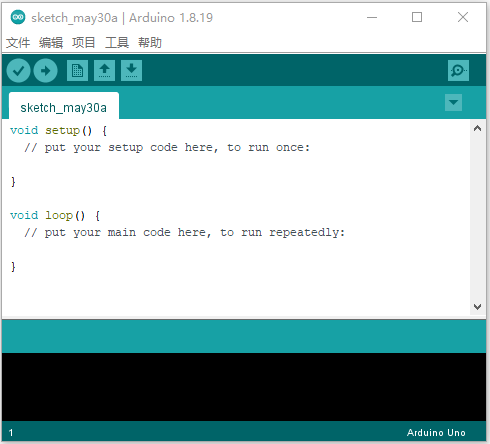 sketch_may30a | Arduino 1.8.19
文件 编辑 项目 工具 帮助
sketch_may30a
void setup() {
  // put your setup code here, to run once:
}
void loop() {
  // put your main code here, to run repeatedly:
}
1 Arduino Uno